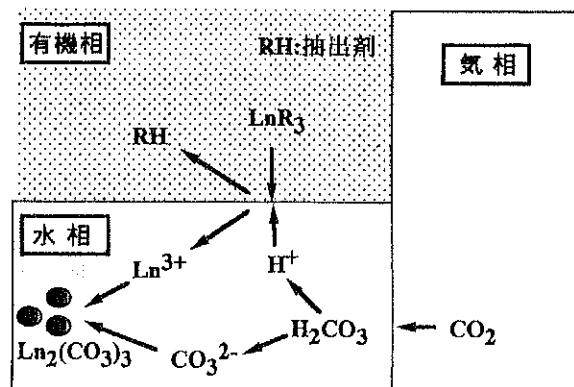 有機相
RH:抽出剤
気相
LnR₃
RH
水相
Ln³⁺
H⁺
H₂CO₃
CO₂
CO₃²⁻
Ln₂(CO₃)₃